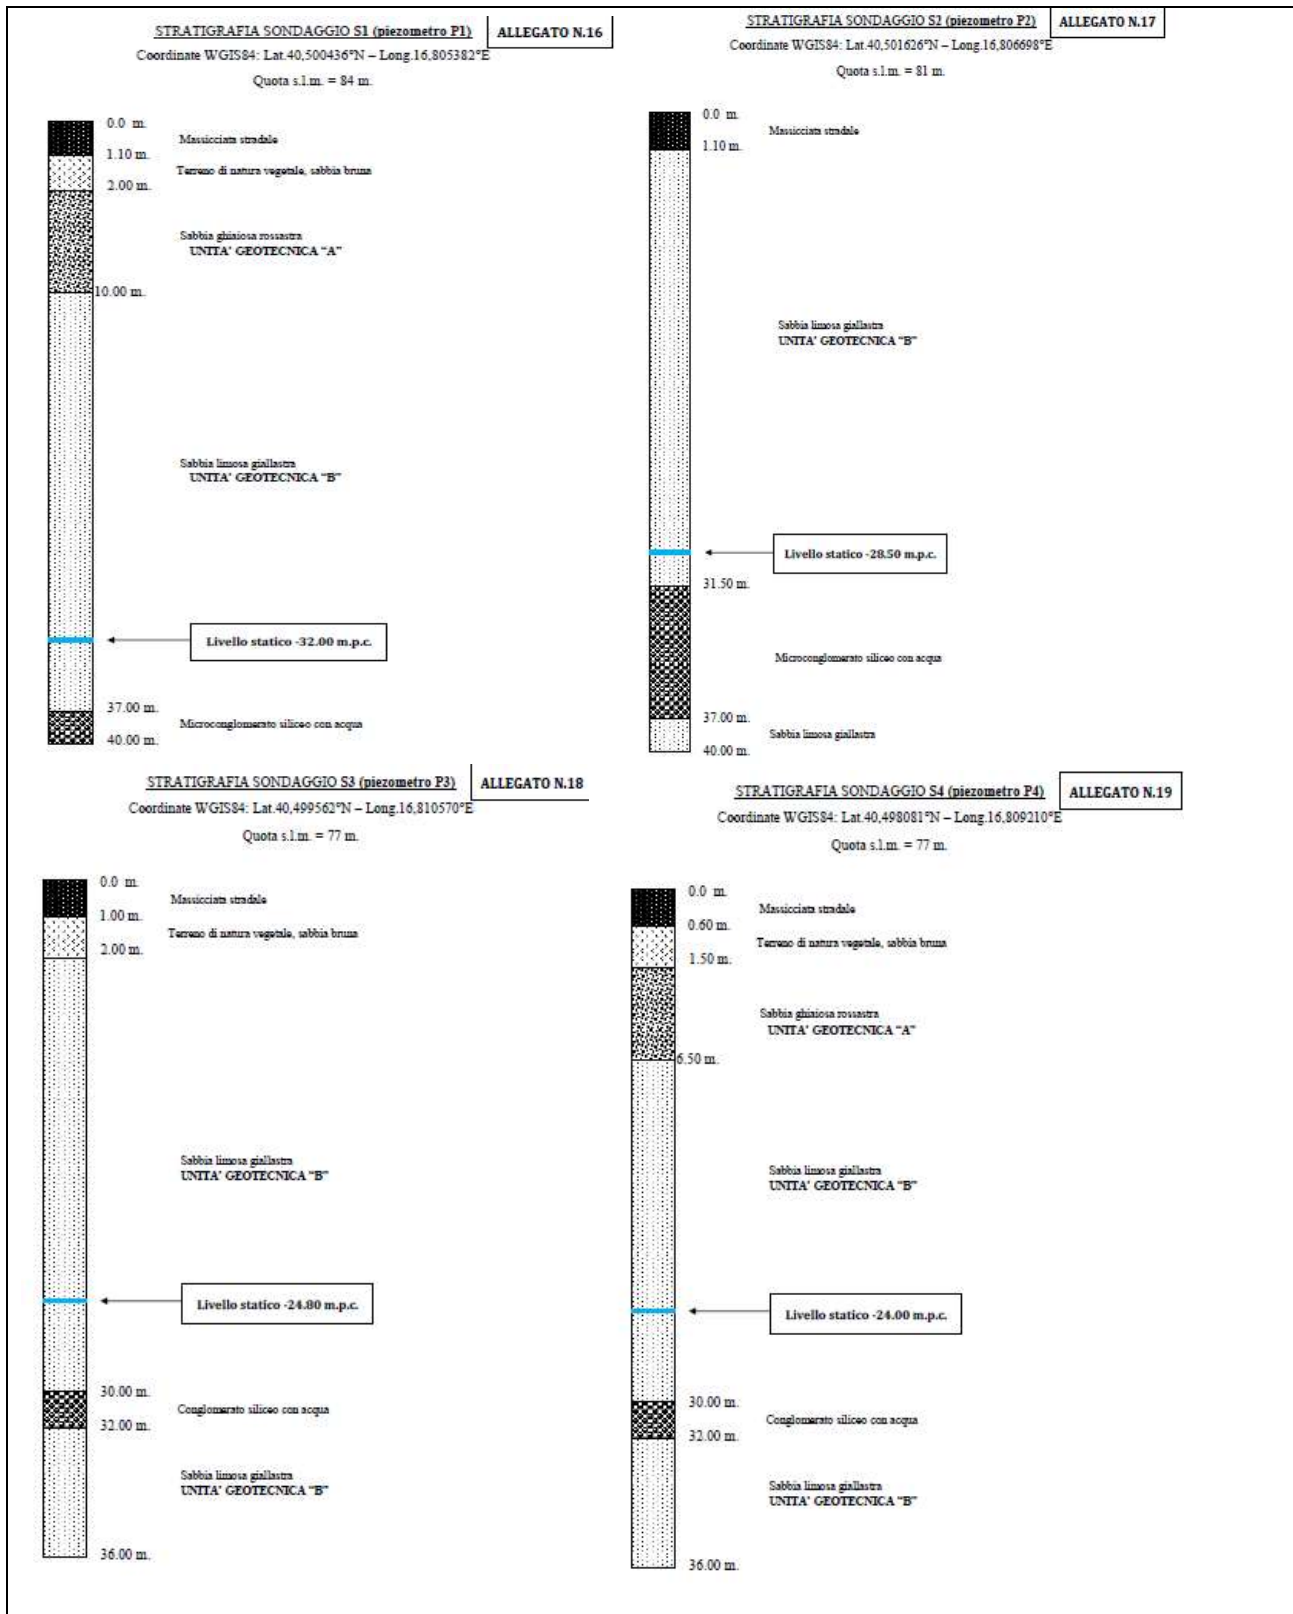 STRATIGRAFIA SONDAGGIO S1 (piezometro P1)
ALLEGATO N.16
Coordinate WGIS84: Lat.40,500436°N – Long.16,805382°E
Quota s.l.m. = 84 m.
0.0 m.
Massicciata stradale
1.10 m.
Terreno di natura vegetale, sabbia bruna
2.00 m.
Sabbia ghiaiosa rossastra
UNITA' GEOTECNICA "A"
10.00 m.
Sabbia limosa giallastra
UNITA' GEOTECNICA "B"
Livello statico -32.00 m.p.c.
37.00 m.
Microconglomerato siliceo con acqua
40.00 m.
STRATIGRAFIA SONDAGGIO S2 (piezometro P2)
ALLEGATO N.17
Coordinate WGIS84: Lat.40,501626°N – Long.16,806698°E
Quota s.l.m. = 81 m.
0.0 m.
Massicciata stradale
1.10 m.
Sabbia limosa giallastra
UNITA' GEOTECNICA "B"
Livello statico -28.50 m.p.c.
31.50 m.
Microconglomerato siliceo con acqua
37.00 m.
Sabbia limosa giallastra
40.00 m.
STRATIGRAFIA SONDAGGIO S3 (piezometro P3)
ALLEGATO N.18
Coordinate WGIS84: Lat.40,499562°N – Long.16,810570°E
Quota s.l.m. = 77 m.
0.0 m.
Massicciata stradale
1.00 m.
Terreno di natura vegetale, sabbia bruna
2.00 m.
Sabbia limosa giallastra
UNITA' GEOTECNICA "B"
Livello statico -24.80 m.p.c.
30.00 m.
Conglomerato siliceo con acqua
32.00 m.
Sabbia limosa giallastra
UNITA' GEOTECNICA "B"
36.00 m.
STRATIGRAFIA SONDAGGIO S4 (piezometro P4)
ALLEGATO N.19
Coordinate WGIS84: Lat.40,498081°N – Long.16,809210°E
Quota s.l.m. = 77 m.
0.0 m.
Massicciata stradale
0.60 m.
Terreno di natura vegetale, sabbia bruna
1.50 m.
Sabbia ghiaiosa rossastra
UNITA' GEOTECNICA "A"
6.50 m.
Sabbia limosa giallastra
UNITA' GEOTECNICA "B"
Livello statico -24.00 m.p.c.
30.00 m.
Conglomerato siliceo con acqua
32.00 m.
Sabbia limosa giallastra
UNITA' GEOTECNICA "B"
36.00 m.